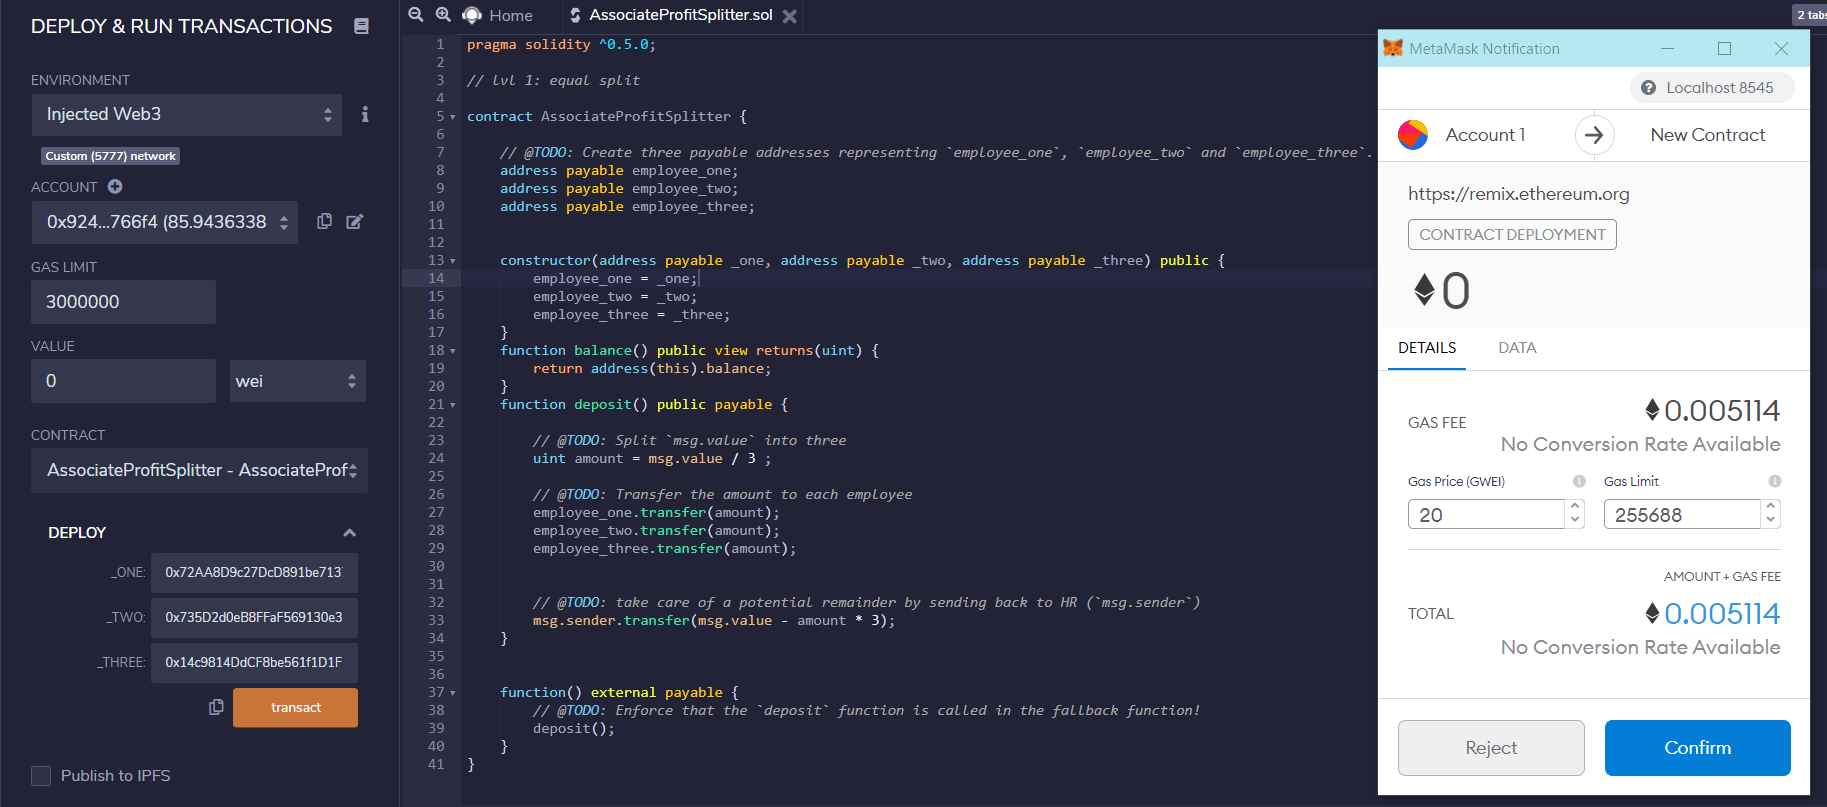 DEPLOY & RUN TRANSACTIONS
ENVIRONMENT
Injected Web3
Custom (5777) network
ACCOUNT
0x924...766f4 (85.9436338
GAS LIMIT
3000000
VALUE
0
wei
CONTRACT
AssociateProfitSplitter - AssociateProf
DEPLOY
_ONE: 0x72AA8D9c27DcD891be713
_TWO: 0x735D2d0eB8FFaF569130e3
_THREE: 0x14c9814DdCF8be561f1D1F
transact
Publish to IPFS
Home
AssociateProfitSplitter.sol
2 tabs
1 pragma solidity ^0.5.0;
2
3 // lvl 1: equal split
4
5 contract AssociateProfitSplitter {
6
7 // @TODO: Create three payable addresses representing `employee_one`, `employee_two` and `employee_three`.
8 address payable employee_one;
9 address payable employee_two;
10 address payable employee_three;
11
12
13 constructor(address payable _one, address payable _two, address payable _three) public {
14 employee_one = _one;
15 employee_two = _two;
16 employee_three = _three;
17 }
18 function balance() public view returns(uint) {
19 return address(this).balance;
20 }
21 function deposit() public payable {
22
23 // @TODO: Split `msg.value` into three
24 uint amount = msg.value / 3 ;
25
26 // @TODO: Transfer the amount to each employee
27 employee_one.transfer(amount);
28 employee_two.transfer(amount);
29 employee_three.transfer(amount);
30
31
32 // @TODO: take care of a potential remainder by sending back to HR (`msg.sender`)
33 msg.sender.transfer(msg.value - amount * 3);
34 }
35
36
37 function() external payable {
38 // @TODO: Enforce that the `deposit` function is called in the fallback function!
39 deposit();
40 }
41 }
MetaMask Notification
Localhost 8545
Account 1
New Contract
https://remix.ethereum.org
CONTRACT DEPLOYMENT
0
DETAILS DATA
GAS FEE 0.005114
No Conversion Rate Available
Gas Price (GWEI) Gas Limit
20 255688
AMOUNT + GAS FEE
TOTAL 0.005114
No Conversion Rate Available
Reject Confirm